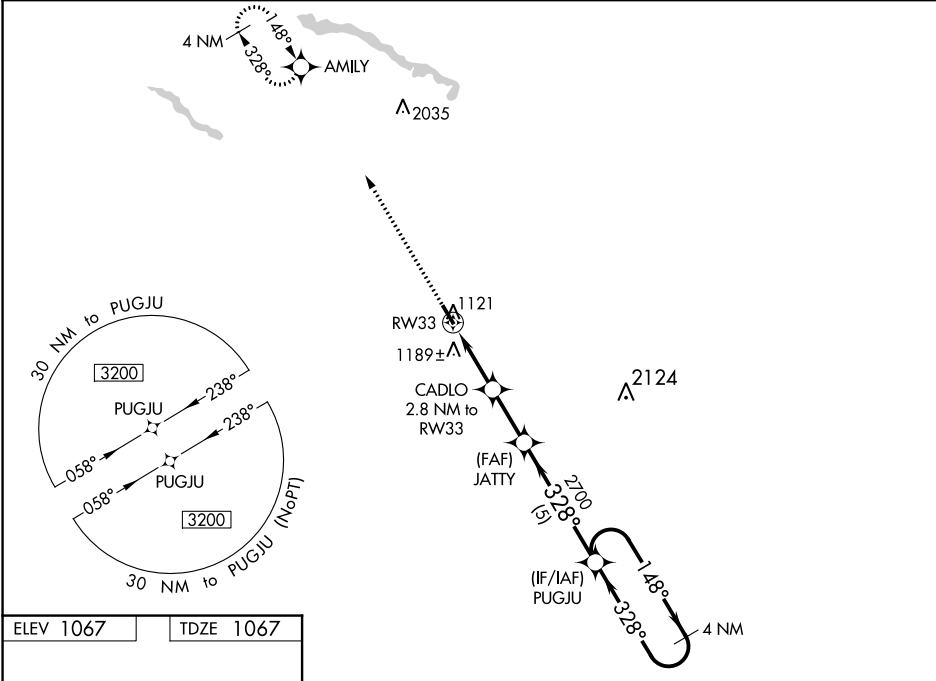 148°
4 NM
328°
AMILY
2035
1121
RW33
1189±
CADLO
2.8 NM to
RW33
2124
(FAF)
JATTY
2700
328°
(5)
(IF/IAF)
PUGJU
148°
328°
4 NM
30 NM to PUGJU
3200
238°
PUGJU
058°
238°
PUGJU
058°
3200
30 NM to PUGJU (NoPT)
ELEV 1067
TDZE 1067